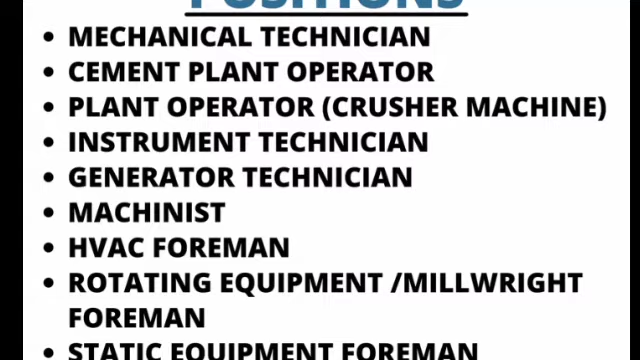 POSITIONS
• MECHANICAL TECHNICIAN
• CEMENT PLANT OPERATOR
• PLANT OPERATOR (CRUSHER MACHINE)
• INSTRUMENT TECHNICIAN
• GENERATOR TECHNICIAN
• MACHINIST
• HVAC FOREMAN
• ROTATING EQUIPMENT /MILLWRIGHT
FOREMAN
• STATIC EQUIPMENT FOREMAN